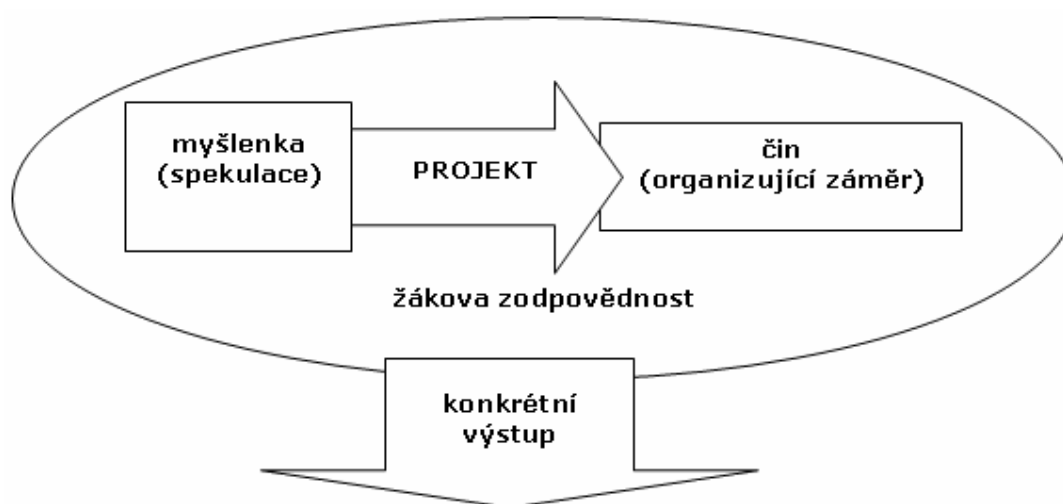 myšlenka
(spekulace)
PROJEKT
čin
(organizující záměr)
žákova zodpovědnost
konkrétní
výstup